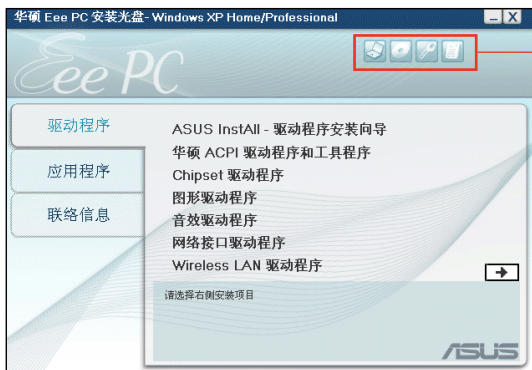 华硕 Eee PC 安装光盘- Windows XP Home/Professional
Eee PC
驱动程序
应用程序
联络信息
ASUS InstAll - 驱动程序安装向导
华硕 ACPI 驱动程序和工具程序
Chipset 驱动程序
图形驱动程序
音效驱动程序
网络接口驱动程序
Wireless LAN 驱动程序
请选择右侧安装项目
ASUS